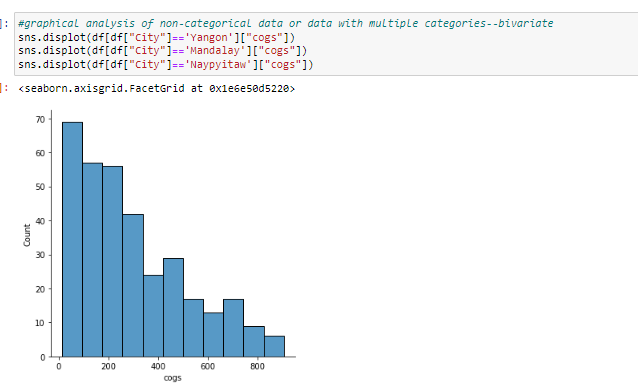 ]: #graphical analysis of non-categorical data or data with multiple categories--bivariate
sns.displot(df[df["City"]=='Yangon']["cogs"])
sns.displot(df[df["City"]=='Mandalay']["cogs"])
sns.displot(df[df["City"]=='Naypyitaw']["cogs"])
]: <seaborn.axisgrid.FacetGrid at 0x1e6e50d5220>
70
60
50
40
30
20
10
0
Count
0 200 400 600 800
cogs